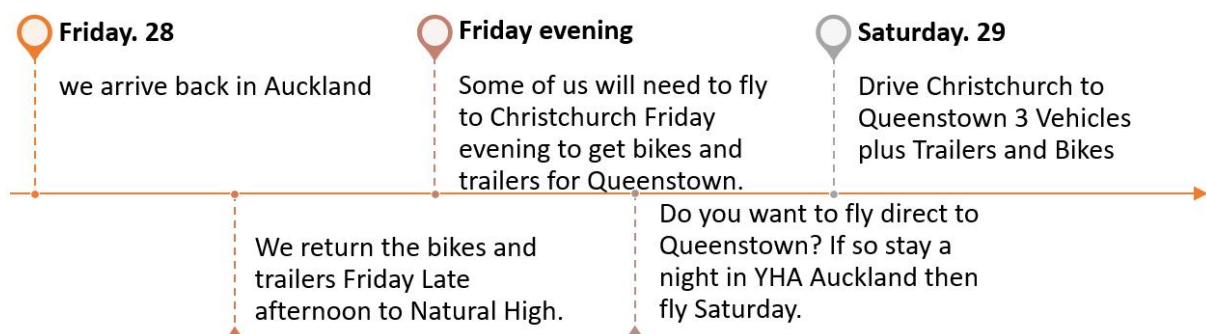 Friday. 28
we arrive back in Auckland
We return the bikes and
trailers Friday Late
afternoon to Natural High.
Friday evening
Some of us will need to fly
to Christchurch Friday
evening to get bikes and
trailers for Queenstown.
Do you want to fly direct to
Queenstown? If so stay a
night in YHA Auckland then
fly Saturday.
Saturday. 29
Drive Christchurch to
Queenstown 3 Vehicles
plus Trailers and Bikes